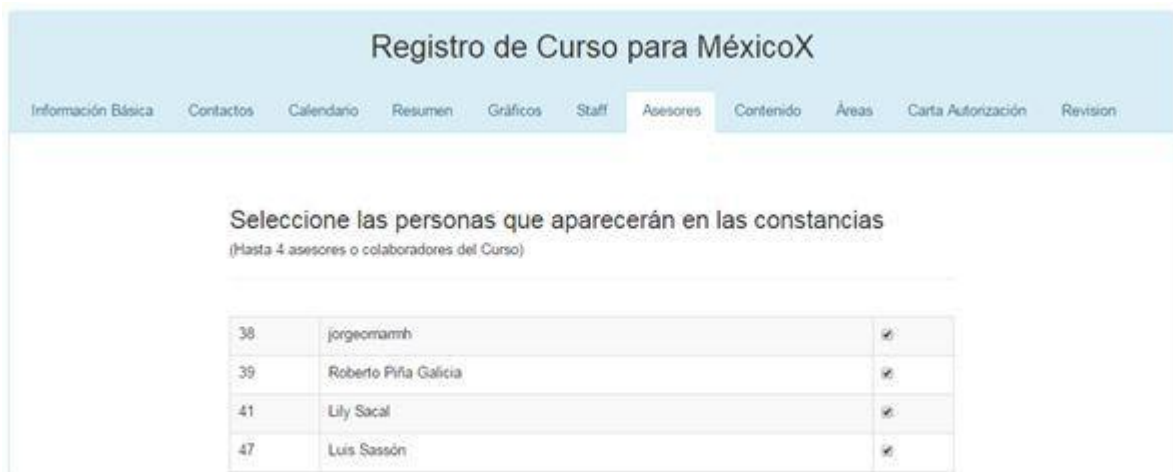 Registro de Curso para MéxicoX
Información Básica Contactos Calendario Resumen Gráficos Staff Asesores Contenido Áreas Carta Autorización Revision
Seleccione las personas que aparecerán en las constancias
(Hasta 4 asesores o colaboradores del Curso)
38 jorgeomarmh
39 Roberto Piña Galicia
41 Lily Sacal
47 Luis Sassón